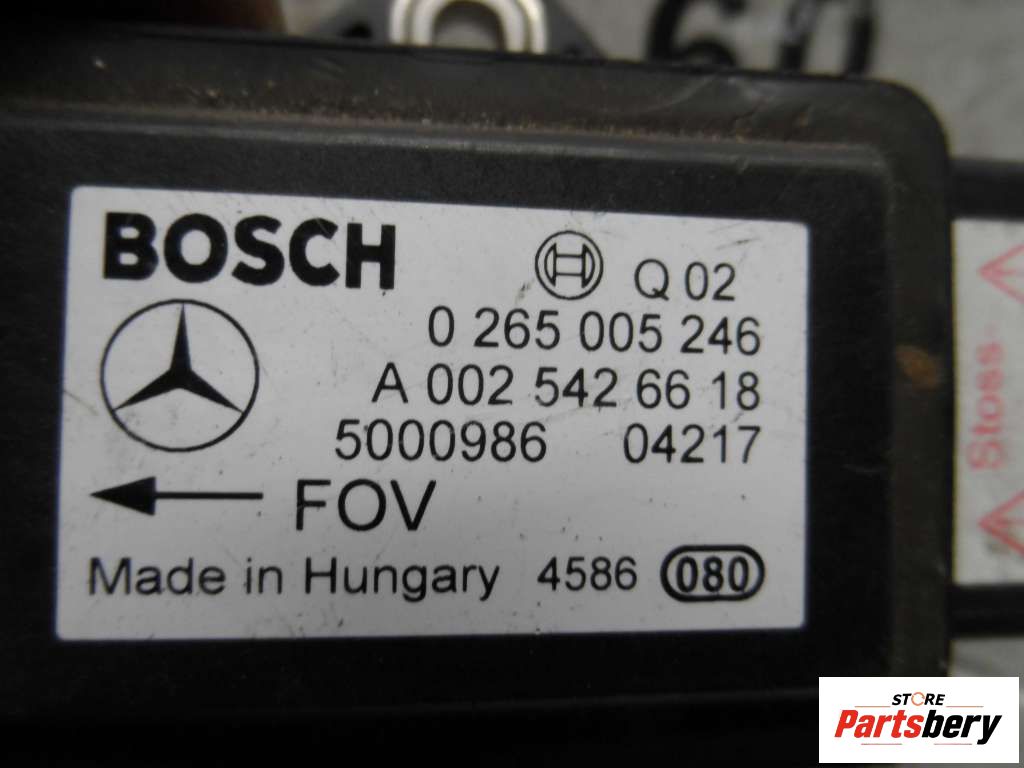 60
BOSCH
Q 02
0 265 005 246
A 002 542 66 18
5000986 04217
FOV
Made in Hungary 4586 080
Stoss
STORE
Partsbery